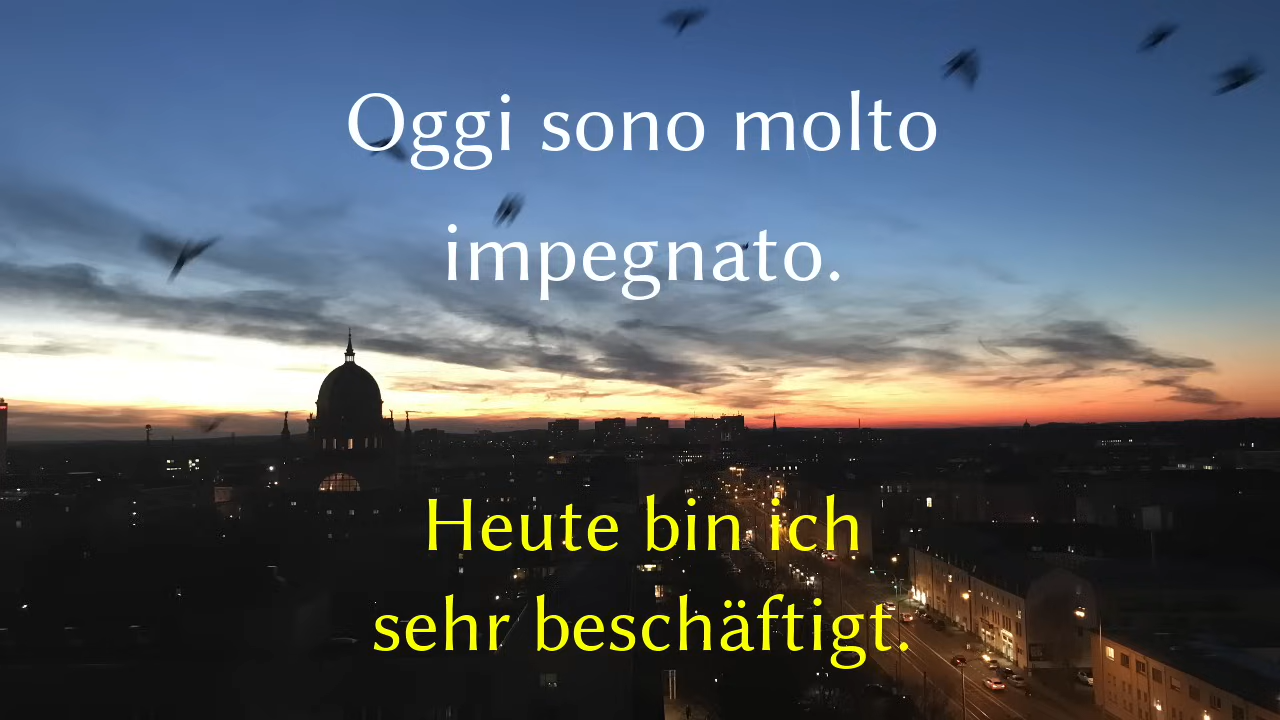 Oggi sono molto
impegnato.
Heute bin ich
sehr beschäftigt.